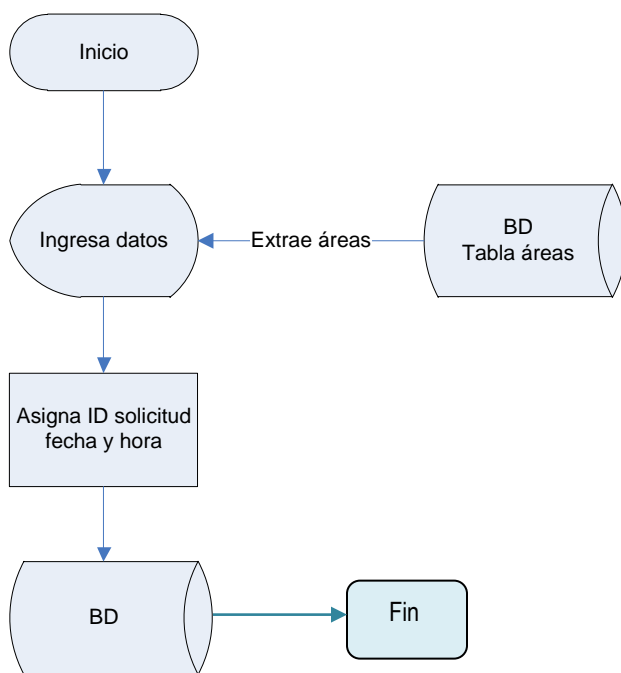 Inicio
Ingresa datos
Extrae áreas
BD
Tabla áreas
Asigna ID solicitud
fecha y hora
BD
Fin